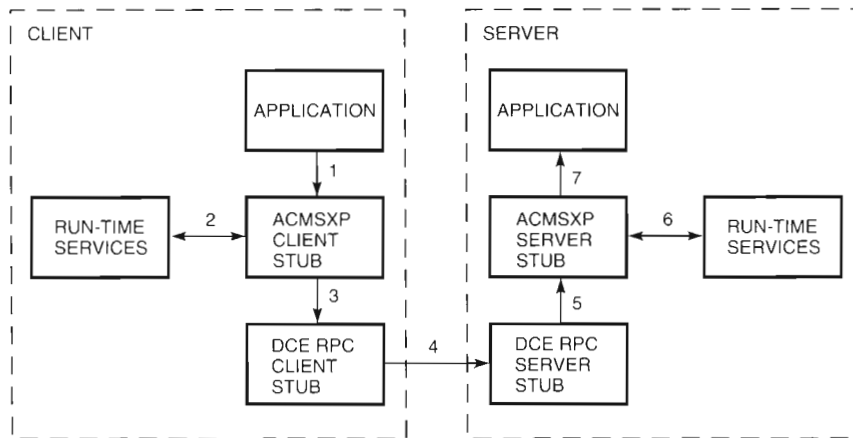 CLIENT
SERVER
APPLICATION
APPLICATION
1
7
RUN-TIME
SERVICES
2
ACMSXP
CLIENT
STUB
ACMSXP
SERVER
STUB
6
RUN-TIME
SERVICES
3
5
DCE RPC
CLIENT
STUB
4
DCE RPC
SERVER
STUB